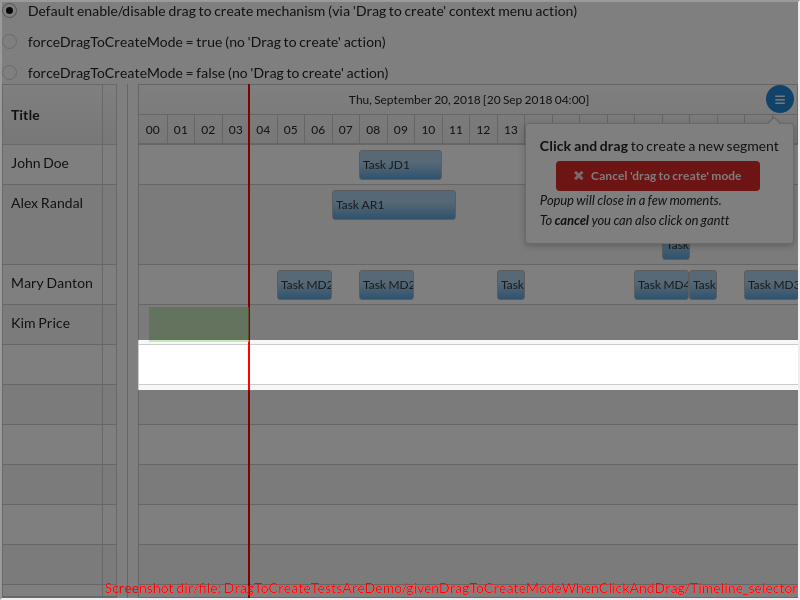 Default enable/disable drag to create mechanism (via 'Drag to create' context menu action)
forceDragToCreateMode = true (no 'Drag to create' action)
forceDragToCreateMode = false (no 'Drag to create' action)
Title
Thu, September 20, 2018 [20 Sep 2018 04:00]
00 01 02 03 04 05 06 07 08 09 10 11 12 13
Click and drag to create a new segment
✖ Cancel 'drag to create' mode
Popup will close in a few moments.
To cancel you can also click on gantt
John Doe
Task JD1
Alex Randal
Task AR1
Task
Mary Danton
Task MD2 Task MD2 Task Task MD4 Task Task MD3
Kim Price
Screenshot dir/file: DragToCreateTestsAreDemo/givenDragToCreateModeWhenClickAndDrag/Timeline_selector